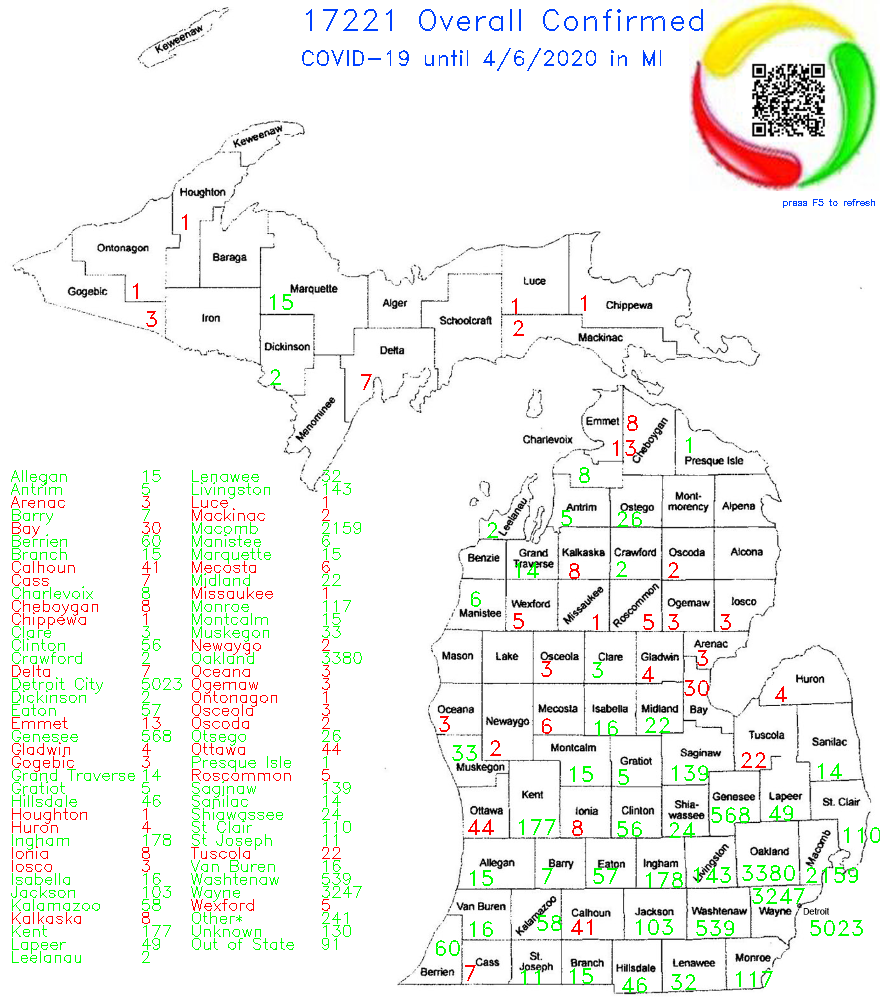 17221 Overall Confirmed
COVID-19 until 4/6/2020 in MI
press F5 to refresh
Keweenaw
Keweenaw
Houghton
1
Ontonagon
1
Baraga
Gogebic
3
Iron
Marquette
15
Alger
Luce
1
1
Chippewa
Schoolcraft
2
Mackinac
Dickinson
2
Delta
7
Menominee
Emmet
13
8
Cheboygan
1
Presque Isle
Charlevoix
8
Leelanau
2
Antrim
5
Ostego
26
Mont-
morency
Alpena
Benzie
Grand
Traverse
14
Kalkaska
8
Crawford
2
Oscoda
2
Alcona
6
Manistee
Wexford
5
Missaukee
1
Roscommon
5
Ogemaw
3
Iosco
3
Mason
Lake
Osceola
3
Clare
3
Gladwin
4
Arenac
3
Huron
4
Oceana
3
Newaygo
2
Mecosta
6
Isabella
16
Midland
22
30
Bay
Tuscola
22
Sanilac
14
33
Muskegon
Montcalm
15
Gratiot
5
Saginaw
139
Ottawa
44
Kent
177
Ionia
8
Clinton
56
Shia-
wassee
24
Genesee
568
Lapeer
49
St. Clair
110
Allegan
15
Barry
7
Eaton
57
Ingham
178
Livingston
143
Oakland
3380
Macomb
2159
Van Buren
16
Kalamazoo
58
Calhoun
41
Jackson
103
Washtenaw
539
3247
Wayne
Detroit
5023
60
Berrien
7
Cass
St.
Joseph
11
Branch
15
Hillsdale
46
Lenawee
32
Monroe
117
Allegan 15
Antrim 5
Arenac 3
Barry 7
Bay 30
Berrien 60
Branch 15
Calhoun 41
Cass 7
Charlevoix 8
Cheboygan 8
Chippewa 1
Clare 3
Clinton 56
Crawford 2
Delta 7
Detroit City 5023
Dickinson 2
Eaton 57
Emmet 13
Genesee 568
Gladwin 4
Gogebic 3
Grand Traverse 14
Gratiot 5
Hillsdale 46
Houghton 1
Huron 4
Ingham 178
Ionia 8
Iosco 3
Isabella 16
Jackson 103
Kalamazoo 58
Kalkaska 8
Kent 177
Lapeer 49
Leelanau 2
Lenawee 32
Livingston 143
Luce 1
Mackinac 2
Macomb 2159
Manistee 6
Marquette 15
Mecosta 6
Midland 22
Missaukee 1
Monroe 117
Montcalm 15
Muskegon 33
Newaygo 2
Oakland 3380
Oceana 3
Ogemaw 3
Ontonagon 1
Osceola 3
Oscoda 2
Otsego 26
Ottawa 44
Presque Isle 1
Roscommon 5
Saginaw 139
Sanilac 14
Shiawassee 24
St Clair 110
St Joseph 11
Tuscola 22
Van Buren 16
Washtenaw 539
Wayne 3247
Wexford 5
Other* 241
Unknown 130
Out of State 91